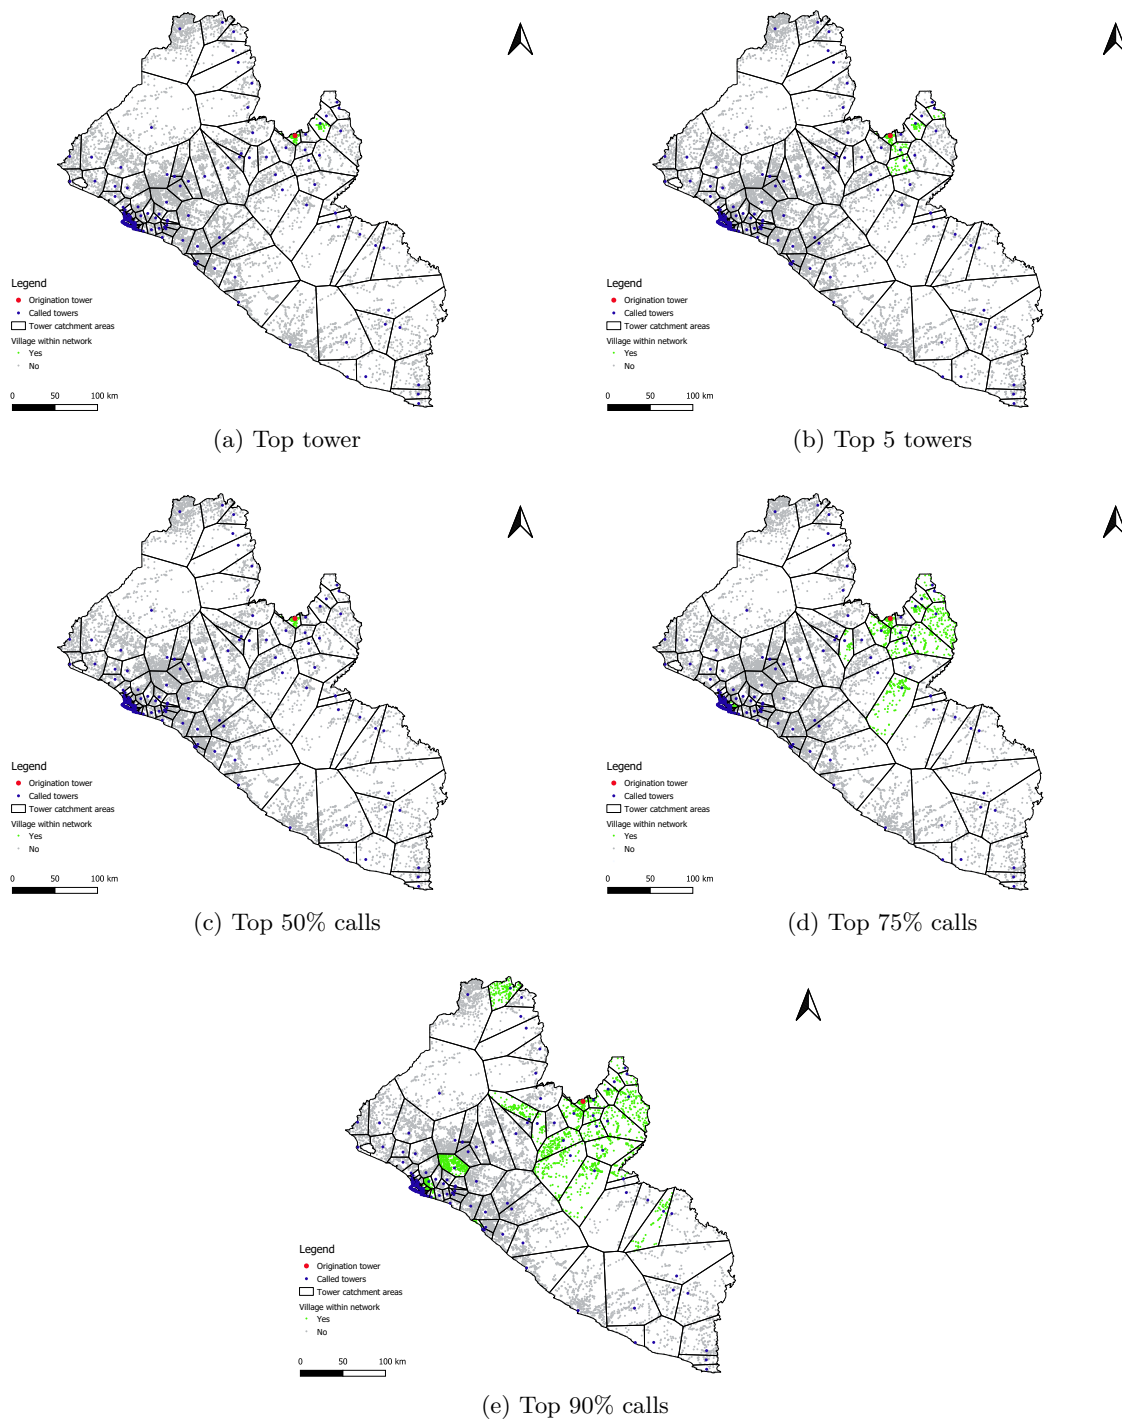 Legend
Origination tower
Called towers
Tower catchment areas
Village within network
Yes
No
0 50 100 km
(a) Top tower
Legend
Origination tower
Called towers
Tower catchment areas
Village within network
Yes
No
0 50 100 km
(b) Top 5 towers
Legend
Origination tower
Called towers
Tower catchment areas
Village within network
Yes
No
0 50 100 km
(c) Top 50% calls
Legend
Origination tower
Called towers
Tower catchment areas
Village within network
Yes
No
0 50 100 km
(d) Top 75% calls
Legend
Origination tower
Called towers
Tower catchment areas
Village within network
Yes
No
0 50 100 km
(e) Top 90% calls